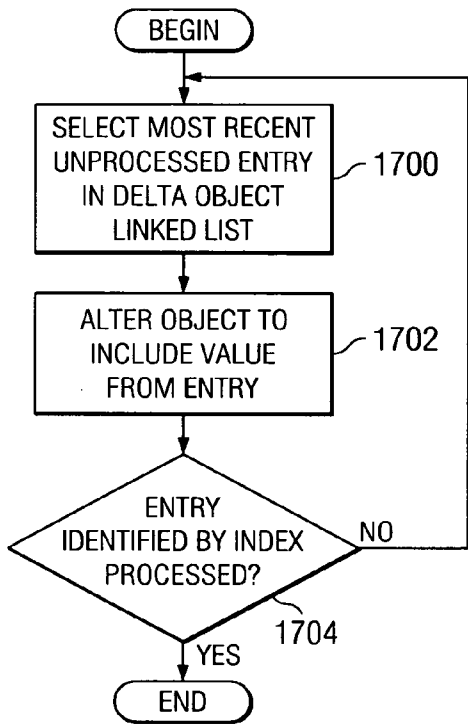 BEGIN
SELECT MOST RECENT
UNPROCESSED ENTRY
IN DELTA OBJECT
LINKED LIST
1700
ALTER OBJECT TO
INCLUDE VALUE
FROM ENTRY
1702
ENTRY
IDENTIFIED BY INDEX
PROCESSED?
NO
1704
YES
END